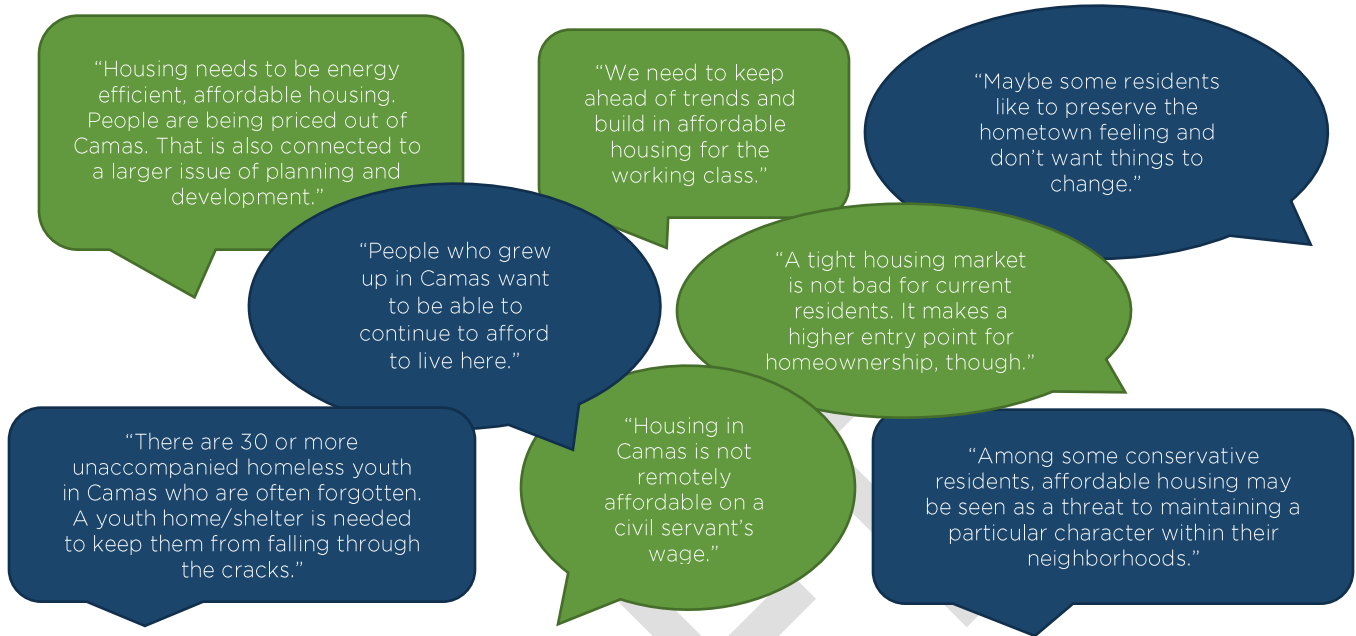 “Housing needs to be energy
efficient, affordable housing.
People are being priced out of
Camas. That is also connected to
a larger issue of planning and
development.”
“We need to keep
ahead of trends and
build in affordable
housing for the
working class.”
“Maybe some residents
like to preserve the
hometown feeling and
don’t want things to
change.”
“People who grew
up in Camas want
to be able to
continue to afford
to live here.”
“A tight housing market
is not bad for current
residents. It makes a
higher entry point for
homeownership, though.”
“There are 30 or more
unaccompanied homeless youth
in Camas who are often forgotten.
A youth home/shelter is needed
to keep them from falling through
the cracks.”
“Housing in
Camas is not
remotely
affordable on a
civil servant’s
wage.”
“Among some conservative
residents, affordable housing may
be seen as a threat to maintaining a
particular character within their
neighborhoods.”